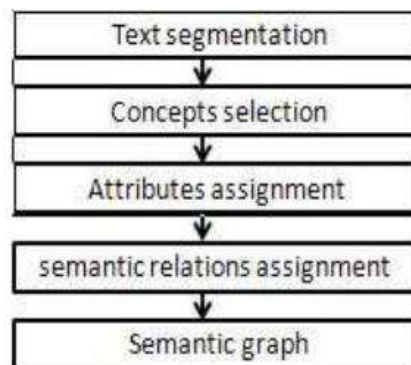 Text segmentation
Concepts selection
Attributes assignment
semantic relations assignment
Semantic graph